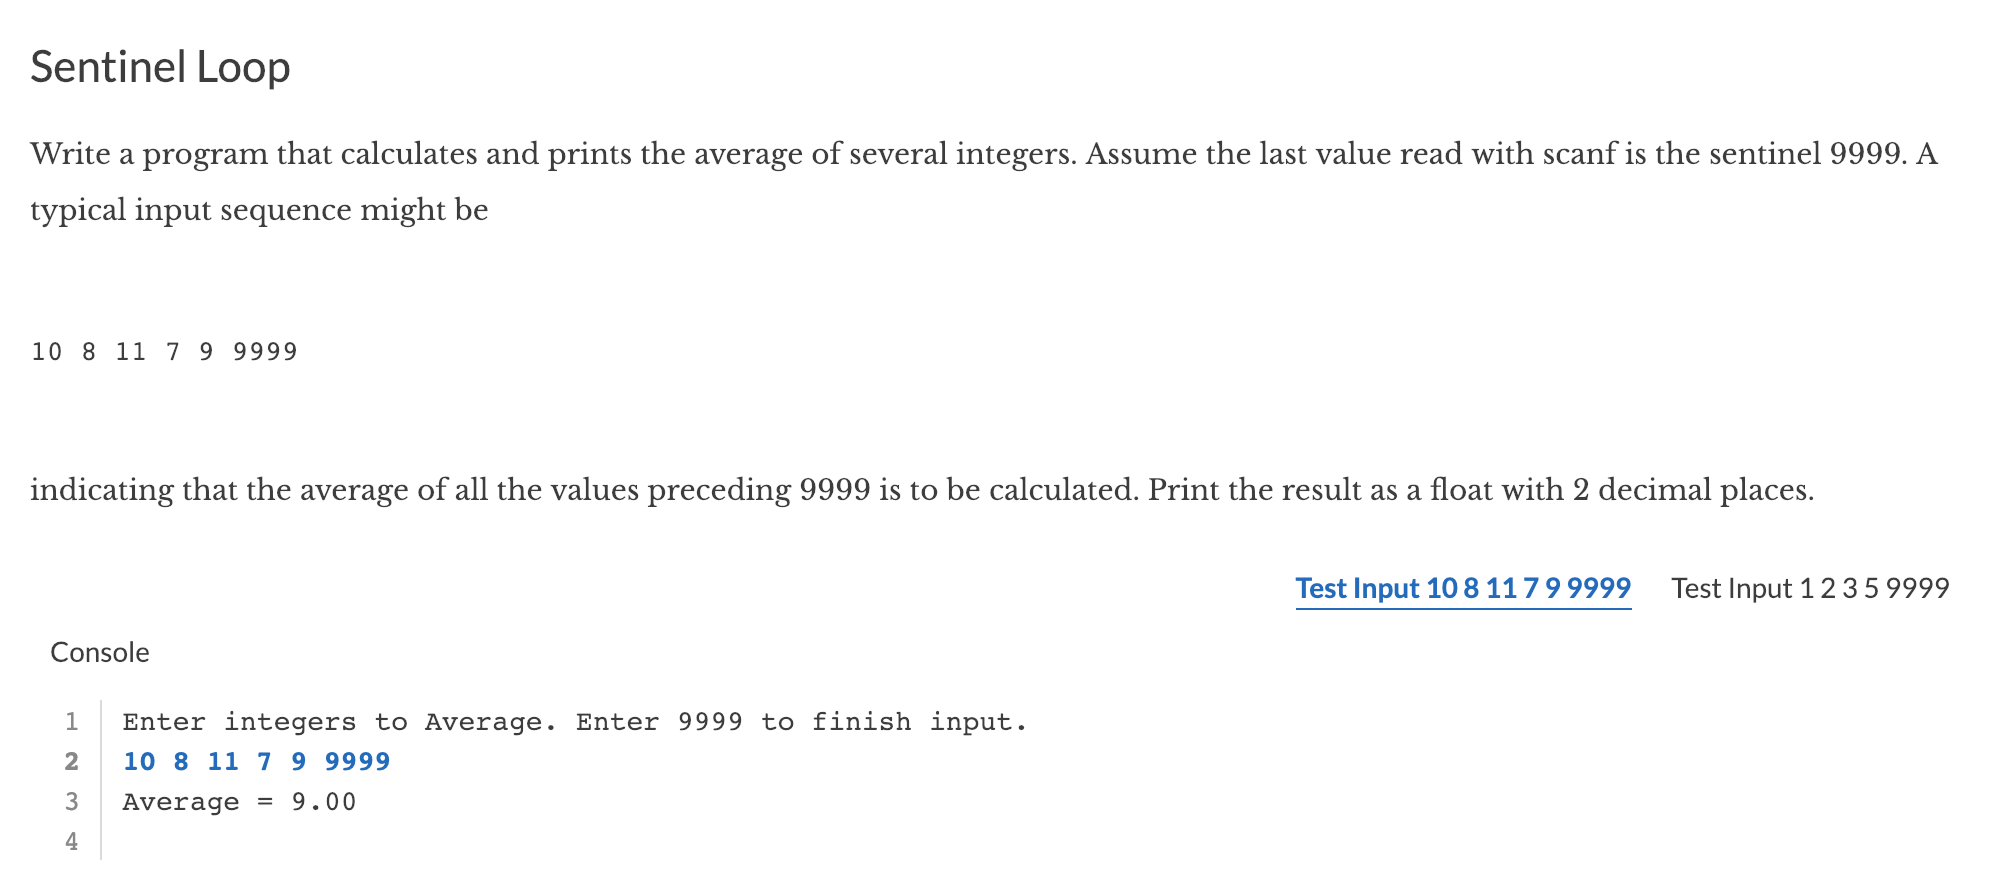 Sentinel Loop
Write a program that calculates and prints the average of several integers. Assume the last value read with scanf is the sentinel 9999. A
typical input sequence might be
10 8 11 7 9 9999
indicating that the average of all the values preceding 9999 is to be calculated. Print the result as a float with 2 decimal places.
Test Input 10 8 11 7 9 9999 Test Input 1 2 3 5 9999
Console
1 Enter integers to Average. Enter 9999 to finish input.
2 10 8 11 7 9 9999
3 Average = 9.00
4